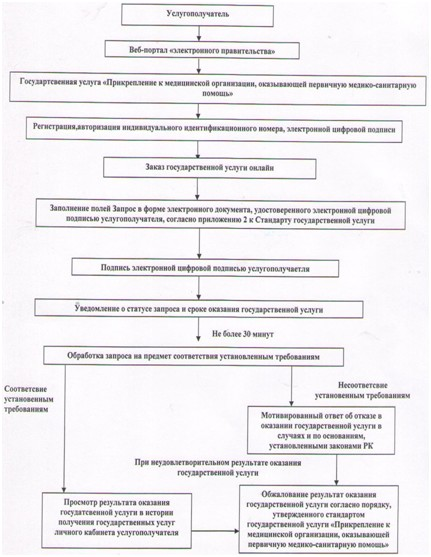 Услугополучатель
Веб-портал «электронного правительства»
Государтсвенная услуга «Прикрепление к медицинской организации, оказывающей первичную медико-санитарную
помощь»
Регистрация,авторизация индивидуального идентификационного номера, электронной цифровой подписи
Заказ государственной услуги онлайн
Заполнение полей Запрос в форме электронного документа, удостоверенного электронной цифровой
подписью услугополучателя, согласно приложению 2 к Стандарту государственной услуги
Подпись электронной цифровой подписью услугополучаетля
Уведомление о статусе запроса и сроке оказания государственной услуги
Не более 30 минут
Обработка запроса на предмет соответствия установленным требованиям
Соответсвие
установленным
требованиям
Несоответсвие
установленным требованиям
Мотивированный ответ об отказе в
оказании государственной услуги в
случаях и по основаниям,
установленными законами РК
При неудовлетворительном результате оказания
государственной услуги
Просмотр результата оказания
госудатсвенной услуги в истории
получения государственных услуг
личного кабинета услугополучателя
Обжалование результат оказания
государственной услуги согласно порядку,
утвержденного стандартом
государственной услуги «Прикрепление к
медицинской организации, оказывающей
первичную медико-санитарную помощь»